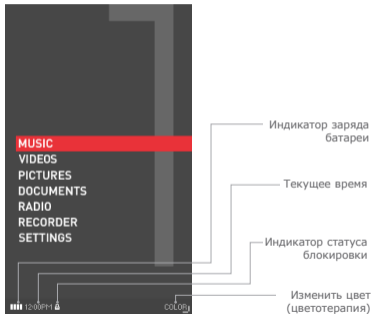 MUSIC
VIDEOS
PICTURES
DOCUMENTS
RADIO
RECORDER
SETTINGS
12:00PM
COLOR
Индикатор заряда
батареи
Текущее время
Индикатор статуса
блокировки
Изменить цвет
(цветотерапия)